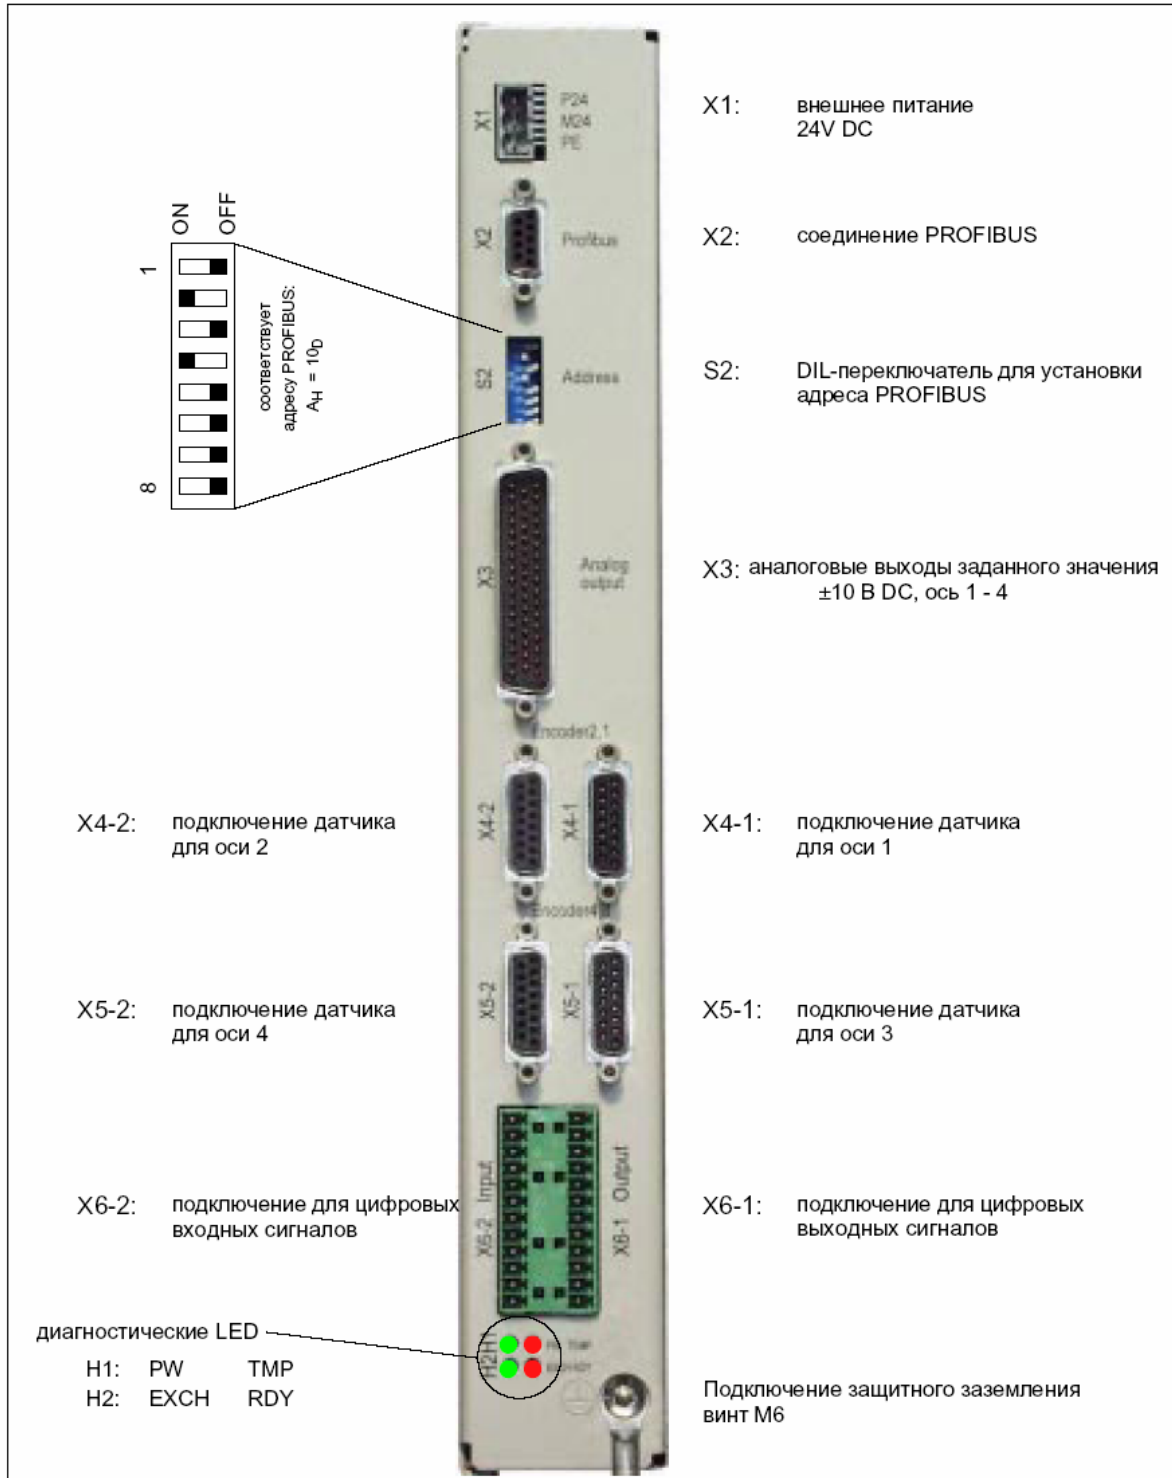 X1
P24
M24
PE
X1: внешнее питание
24V DC
ON OFF
1
8
соответствует
адресу PROFIBUS:
AH = 10D
X2
Profibus
X2: соединение PROFIBUS
S2
Address
S2: DIL-переключатель для установки
адреса PROFIBUS
X3
Analog
output
X3: аналоговые выходы заданного значения
±10 В DC, ось 1 - 4
Encoder2,1
X4-2
X4-1
X4-2: подключение датчика
для оси 2
X4-1: подключение датчика
для оси 1
X5-2
X5-1
X5-2: подключение датчика
для оси 4
X5-1: подключение датчика
для оси 3
X6-2 Input
X6-1 Output
X6-2: подключение для цифровых
входных сигналов
X6-1: подключение для цифровых
выходных сигналов
диагностические LED
H1: PW TMP
H2: EXCH RDY
H2 H1
Подключение защитного заземления
винт M6